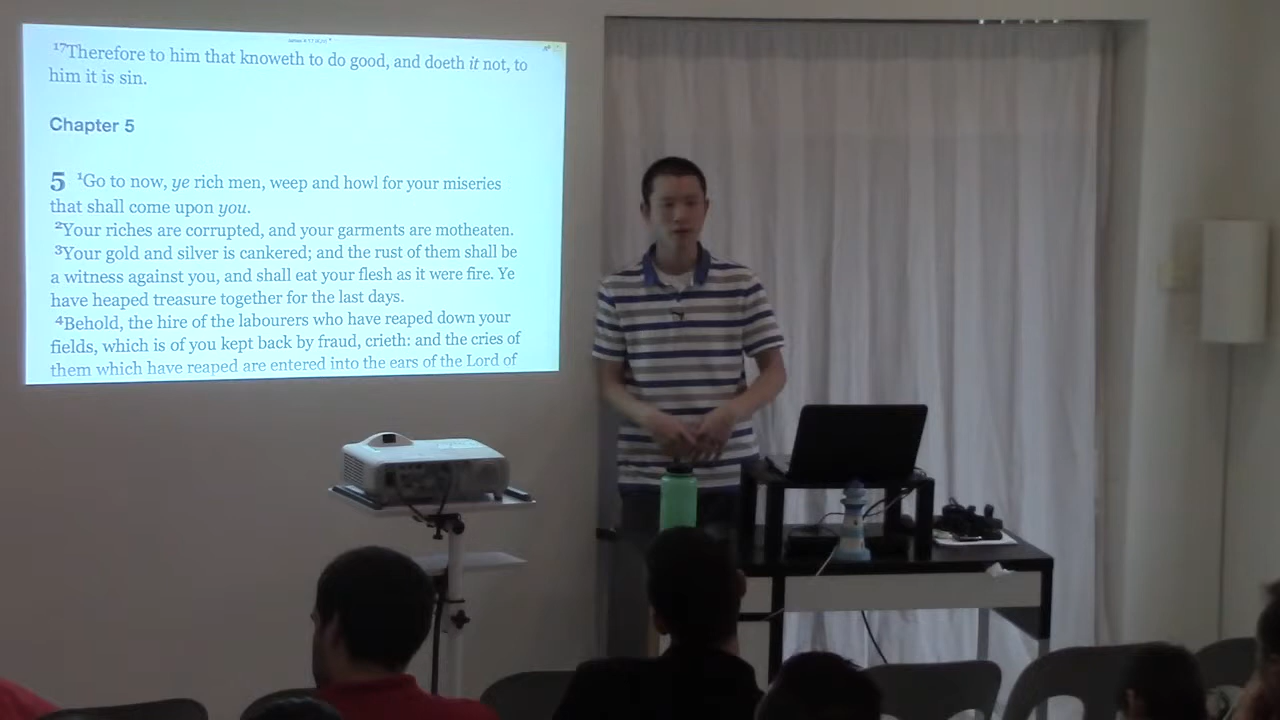 ¹⁷Therefore to him that knoweth to do good, and doeth it not, to
him it is sin.
Chapter 5
5 ¹Go to now, ye rich men, weep and howl for your miseries
that shall come upon you.
²Your riches are corrupted, and your garments are motheaten.
³Your gold and silver is cankered; and the rust of them shall be
a witness against you, and shall eat your flesh as it were fire. Ye
have heaped treasure together for the last days.
⁴Behold, the hire of the labourers who have reaped down your
fields, which is of you kept back by fraud, crieth: and the cries of
them which have reaped are entered into the ears of the Lord of